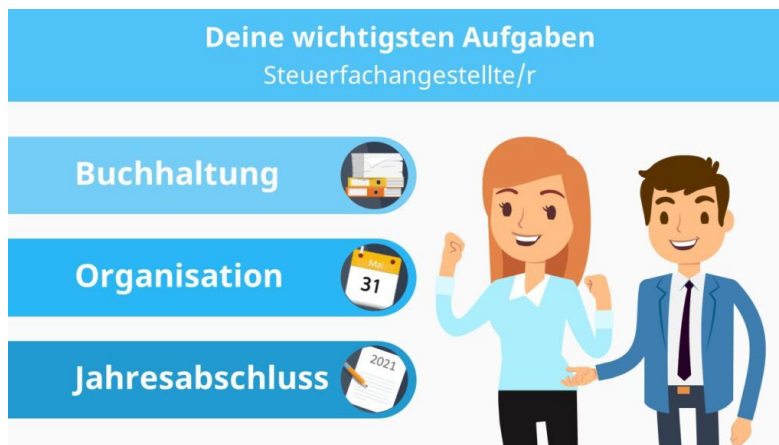 Deine wichtigsten Aufgaben
Steuerfachangestellte/r
Buchhaltung
Organisation
Mai
31
Jahresabschluss
2021